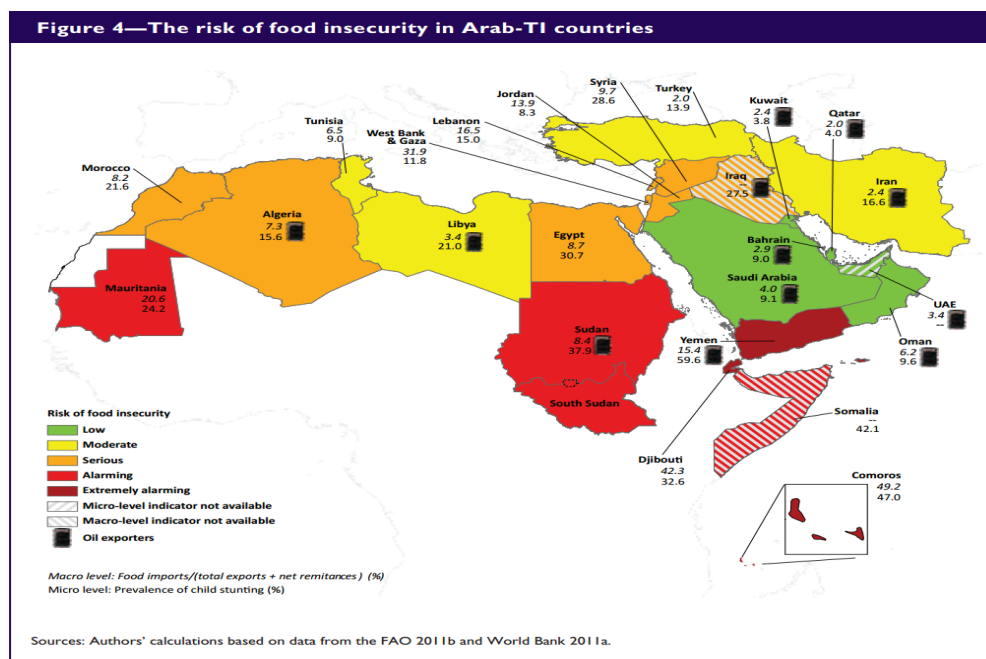 Figure 4—The risk of food insecurity in Arab-TI countries
Syria
9.7
28.6
Turkey
2.0
13.9
Jordan
13.9
8.3
Kuwait
2.4
3.8
Qatar
2.0
4.0
Lebanon
16.5
15.0
Tunisia
6.5
9.0
West Bank
& Gaza
31.9
11.8
Morocco
8.2
21.6
Iraq
--
27.5
Iran
2.4
16.6
Algeria
7.3
15.6
Libya
3.4
21.0
Egypt
8.7
30.7
Bahrain
2.9
9.0
Saudi Arabia
4.0
9.1
Mauritania
20.6
24.2
UAE
3.4
--
Sudan
8.4
37.9
Yemen
15.4
59.6
Oman
6.2
9.6
South Sudan
Somalia
--
42.1
Djibouti
42.3
32.6
Comoros
49.2
47.0
Risk of food insecurity
Low
Moderate
Serious
Alarming
Extremely alarming
Micro-level indicator not available
Macro-level indicator not available
Oil exporters
Macro level: Food imports/(total exports + net remitances ) (%)
Micro level: Prevalence of child stunting (%)
Sources: Authors' calculations based on data from the FAO 2011b and World Bank 2011a.